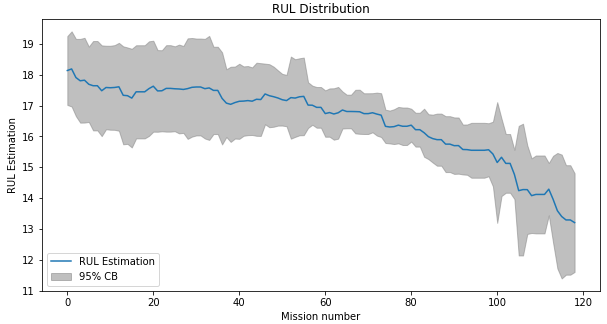 RUL Distribution
RUL Estimation
19
18
17
16
15
14
13
12
11
RUL Estimation
95% CB
0 20 40 60 80 100 120
Mission number